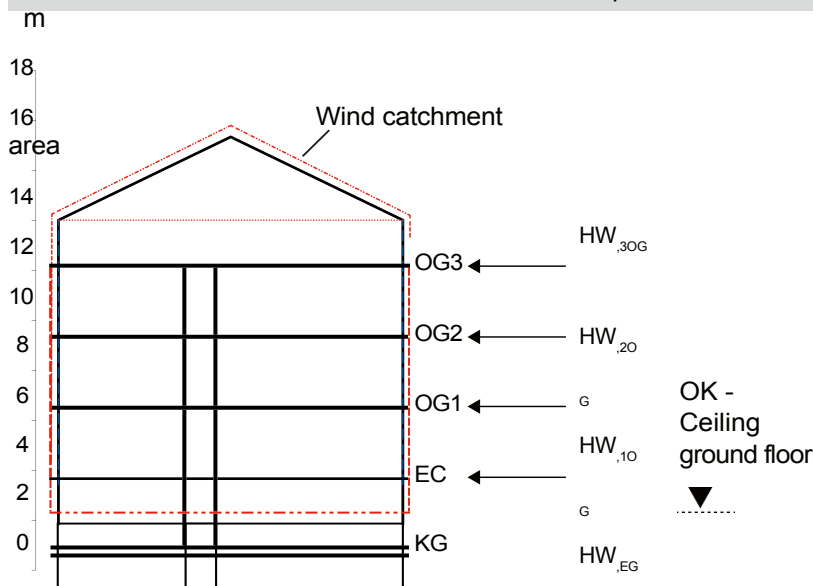 m
18
16
area
14
12
10
8
6
4
2
0
Wind catchment
OG3
OG2
OG1
EC
KG
HW,3OG
HW,2O
G
HW,1O
G
HW,EG
OK -
Ceiling
ground floor